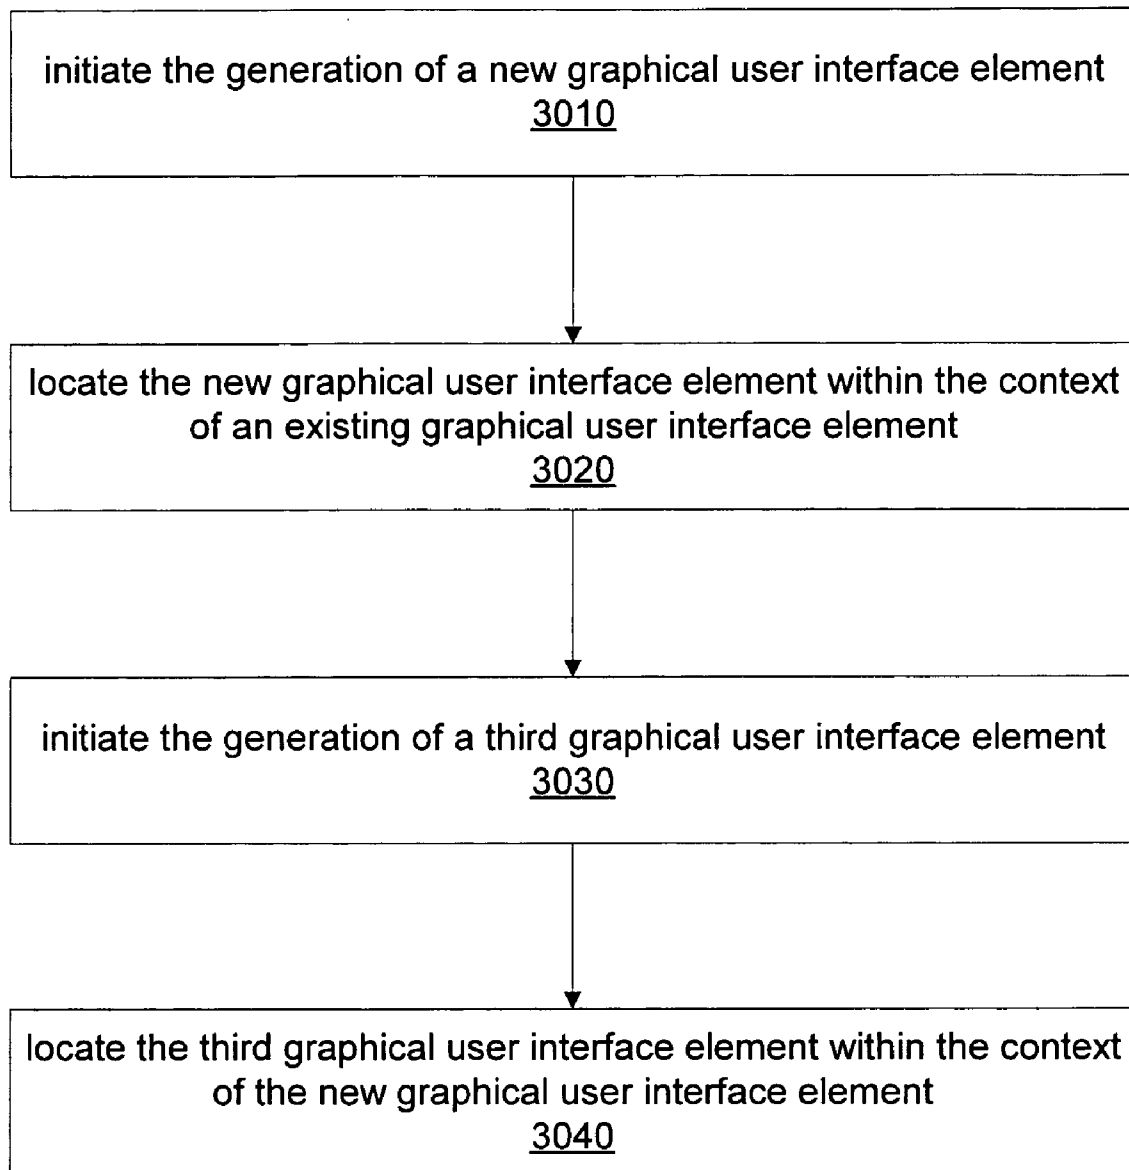 initiate the generation of a new graphical user interface element
3010
locate the new graphical user interface element within the context
of an existing graphical user interface element
3020
initiate the generation of a third graphical user interface element
3030
locate the third graphical user interface element within the context
of the new graphical user interface element
3040